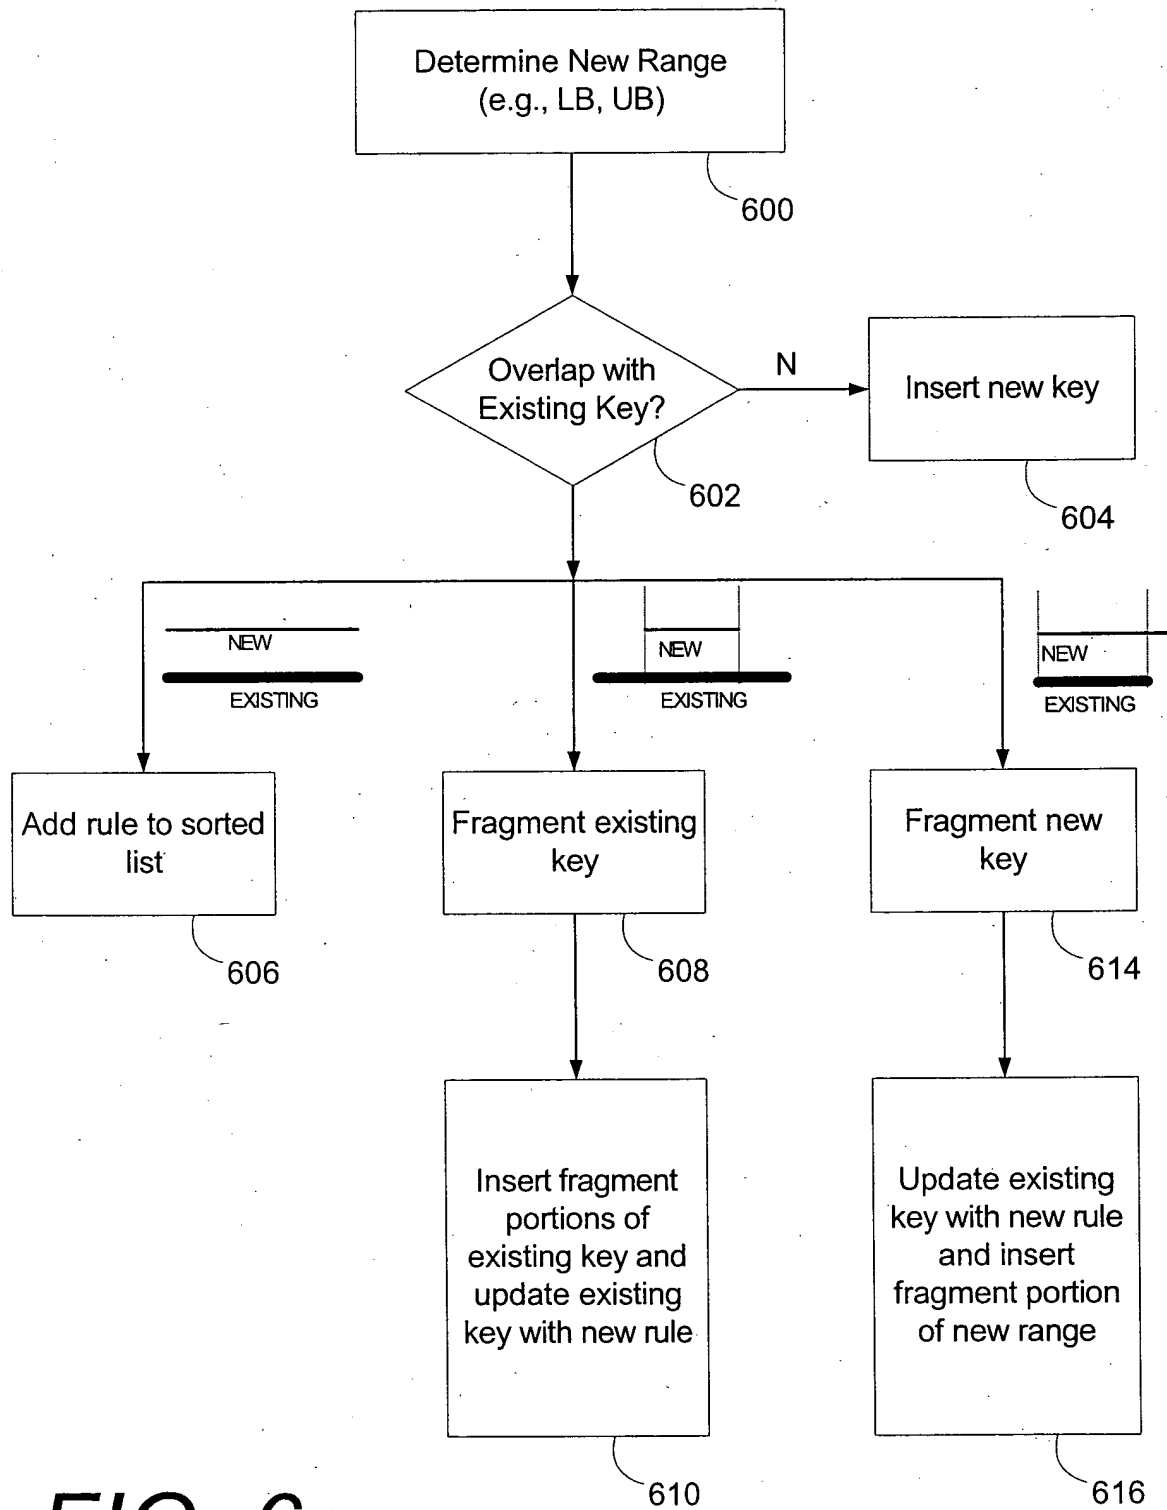 Determine New Range
(e.g., LB, UB)
600
Overlap with
Existing Key?
N
Insert new key
602
604
NEW
EXISTING
NEW
EXISTING
NEW
EXISTING
Add rule to sorted
list
Fragment existing
key
Fragment new
key
606
608
614
Insert fragment
portions of
existing key and
update existing
key with new rule
Update existing
key with new rule
and insert
fragment portion
of new range
610
616
FIG. 6